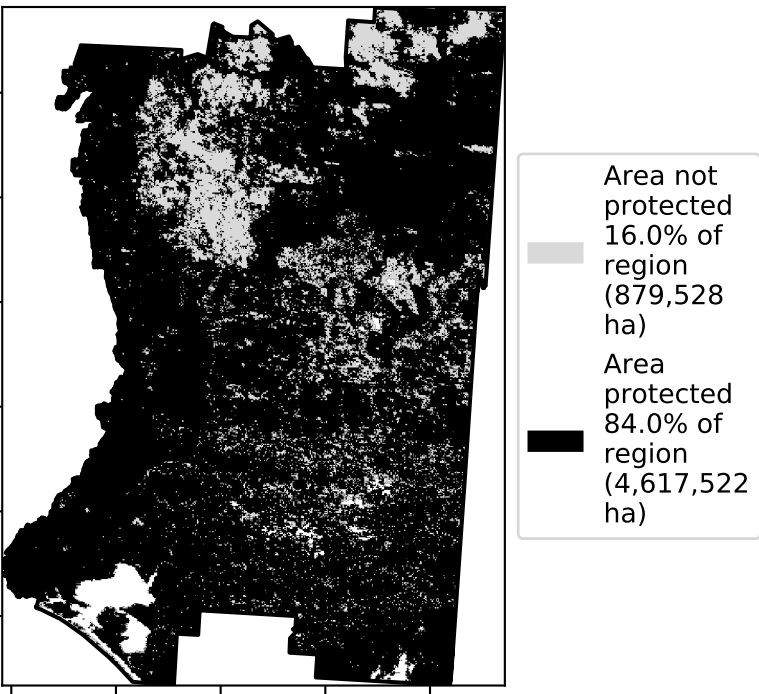 Area not
protected
16.0% of
region
(879,528
ha)
Area
protected
84.0% of
region
(4,617,522
ha)